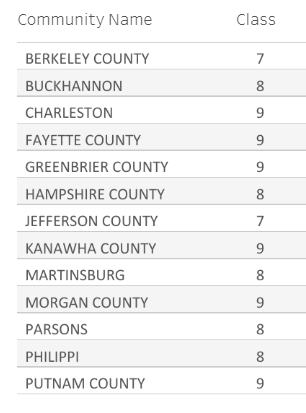 Community Name Class
BERKELEY COUNTY 7
BUCKHANNON 8
CHARLESTON 9
FAYETTE COUNTY 9
GREENBRIER COUNTY 9
HAMPSHIRE COUNTY 8
JEFFERSON COUNTY 7
KANAWHA COUNTY 9
MARTINSBURG 8
MORGAN COUNTY 9
PARSONS 8
PHILIPPI 8
PUTNAM COUNTY 9